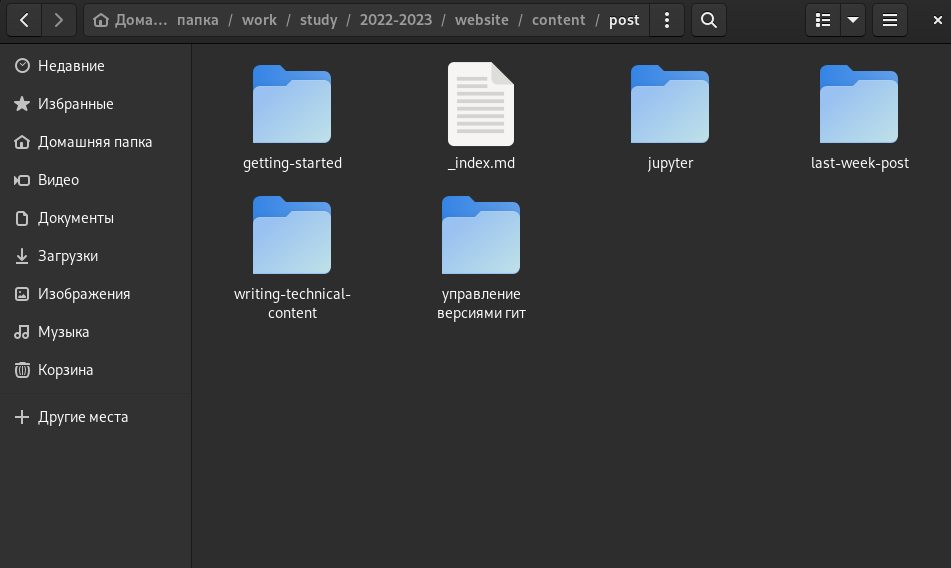 Дома… папка / work / study / 2022-2023 / website / content / post
Недавние
Избранные
Домашняя папка
Видео
Документы
Загрузки
Изображения
Музыка
Корзина
Другие места
getting-started
_index.md
jupyter
last-week-post
writing-technical-
content
управление
версиями гит